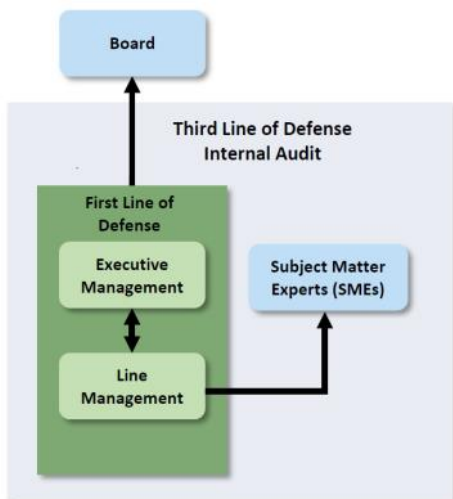 Board
Third Line of Defense
Internal Audit
First Line of
Defense
Executive
Management
Subject Matter
Experts (SMEs)
Line
Management